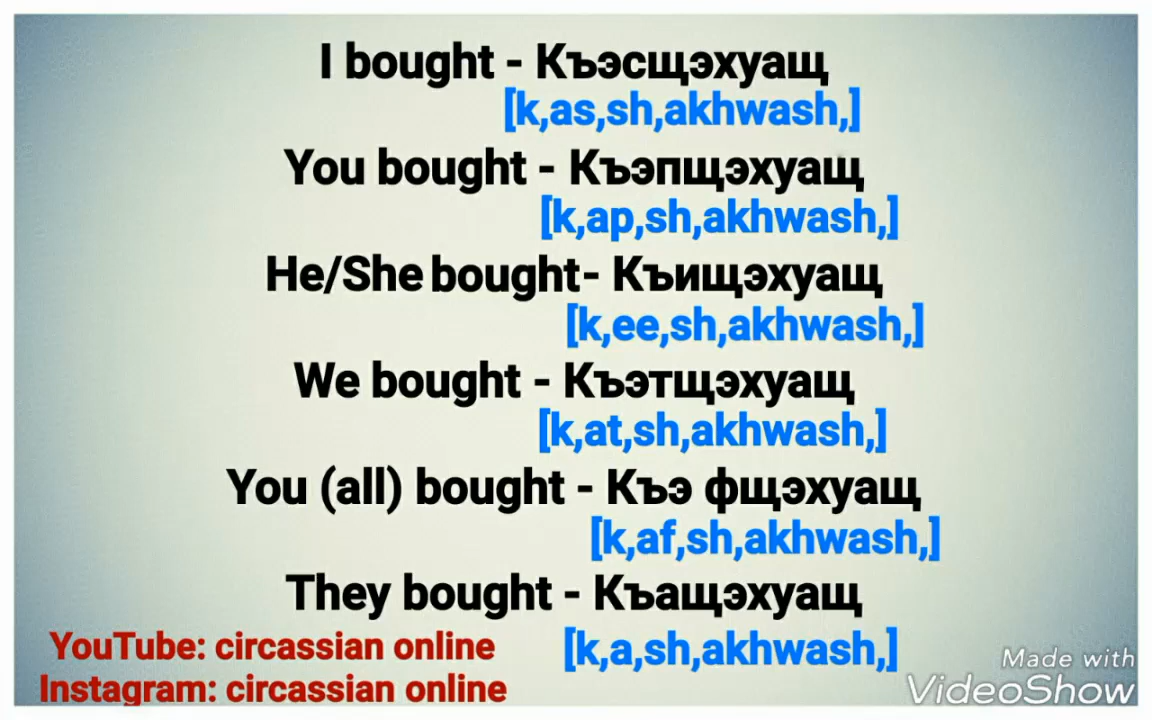 I bought - Къэсщэхуащ
[k,as,sh,akhwash,]
You bought - Къэпщэхуащ
[k,ap,sh,akhwash,]
He/She bought- Къищэхуащ
[k,ee,sh,akhwash,]
We bought - Къэтщэхуащ
[k,at,sh,akhwash,]
You (all) bought - Къэ фщэхуащ
[k,af,sh,akhwash,]
They bought - Къащэхуащ
[k,a,sh,akhwash,]
YouTube: circassian online
Instagram: circassian online
Made with
VideoShow